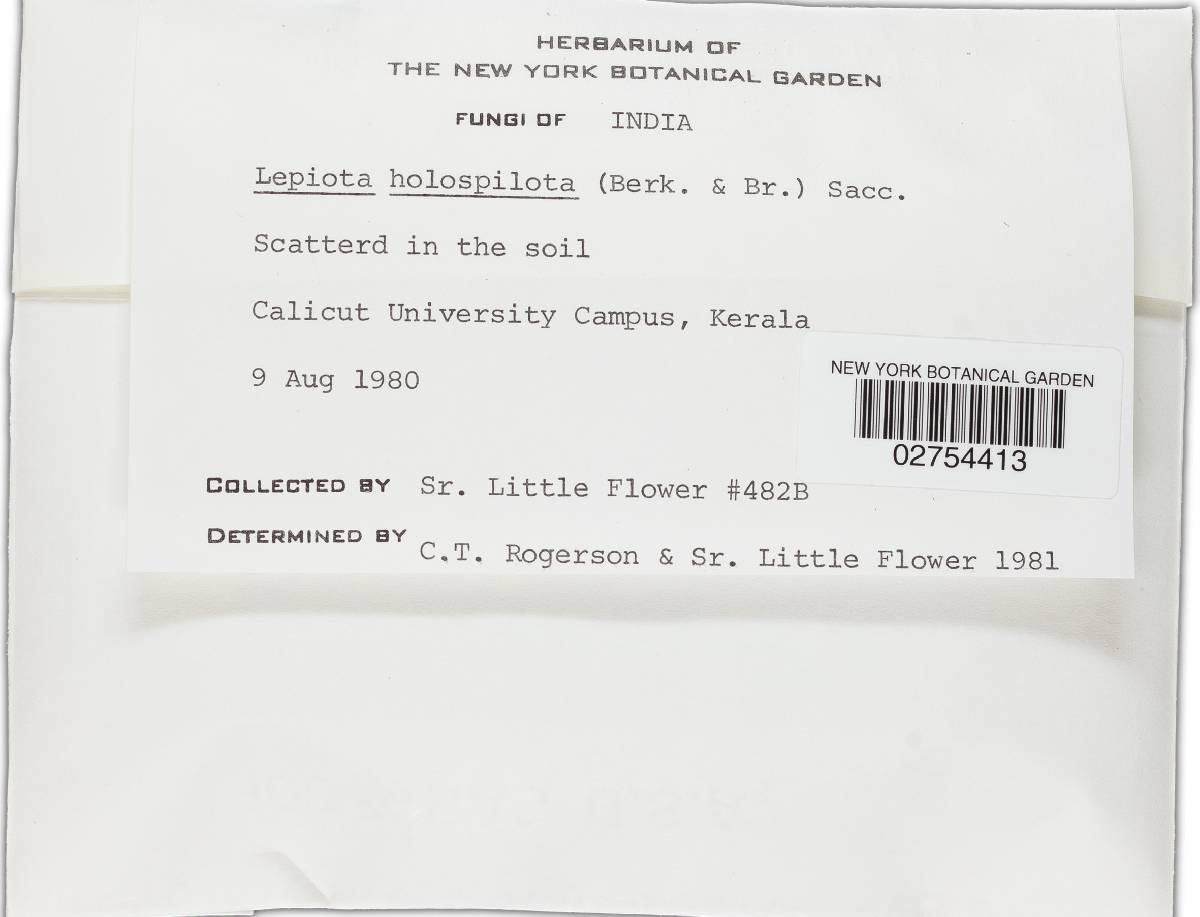 HERBARIUM OF
THE NEW YORK BOTANICAL GARDEN
FUNGI OF INDIA
Lepiota holospilota (Berk. & Br.) Sacc.
Scatterd in the soil
Calicut University Campus, Kerala
9 Aug 1980
NEW YORK BOTANICAL GARDEN
02754413
COLLECTED BY Sr. Little Flower #482B
DETERMINED BY C.T. Rogerson & Sr. Little Flower 1981